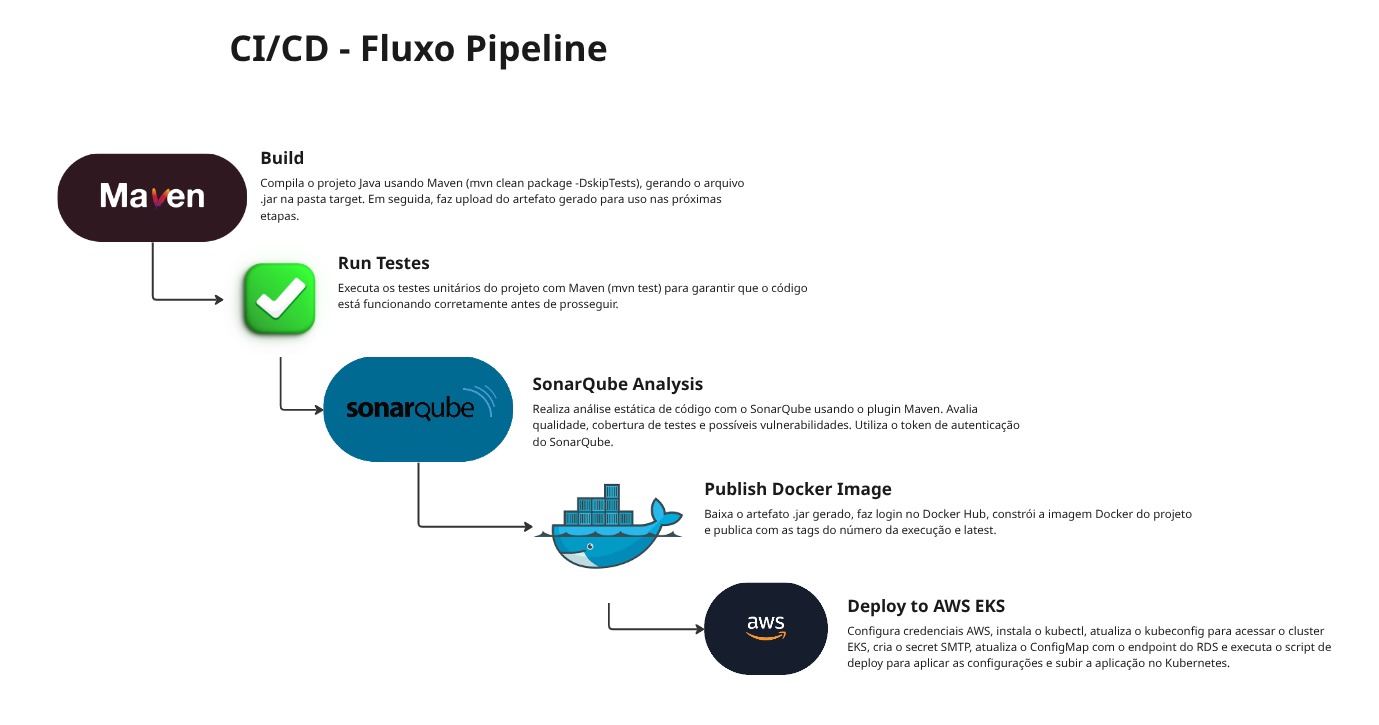 CI/CD - Fluxo Pipeline
Maven
Build
Compila o projeto Java usando Maven (mvn clean package -DskipTests), gerando o arquivo
.jar na pasta target. Em seguida, faz upload do artefato gerado para uso nas próximas
etapas.
Run Testes
Executa os testes unitários do projeto com Maven (mvn test) para garantir que o código
está funcionando corretamente antes de prosseguir.
sonarqube
SonarQube Analysis
Realiza análise estática de código com o SonarQube usando o plugin Maven. Avalia
qualidade, cobertura de testes e possíveis vulnerabilidades. Utiliza o token de autenticação
do SonarQube.
Publish Docker Image
Baixa o artefato .jar gerado, faz login no Docker Hub, constrói a imagem Docker do projeto
e publica com as tags do número da execução e latest.
aws
Deploy to AWS EKS
Configura credenciais AWS, instala o kubectl, atualiza o kubeconfig para acessar o cluster
EKS, cria o secret SMTP, atualiza o ConfigMap com o endpoint do RDS e executa o script de
deploy para aplicar as configurações e subir a aplicação no Kubernetes.